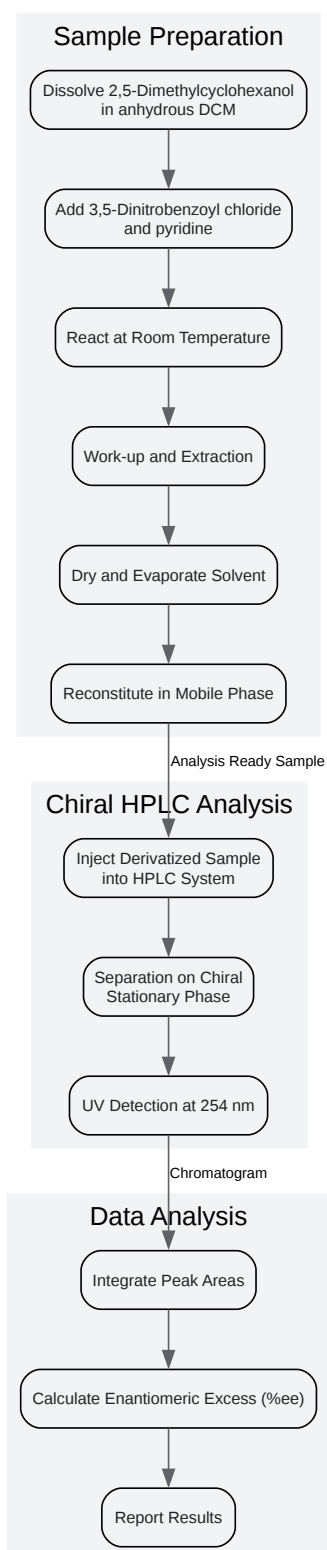 Sample Preparation
Dissolve 2,5-Dimethylcyclohexanol
in anhydrous DCM
Add 3,5-Dinitrobenzoyl chloride
and pyridine
React at Room Temperature
Work-up and Extraction
Dry and Evaporate Solvent
Reconstitute in Mobile Phase
Analysis Ready Sample
Chiral HPLC Analysis
Inject Derivatized Sample
into HPLC System
Separation on Chiral
Stationary Phase
UV Detection at 254 nm
Chromatogram
Data Analysis
Integrate Peak Areas
Calculate Enantiomeric Excess (%ee)
Report Results